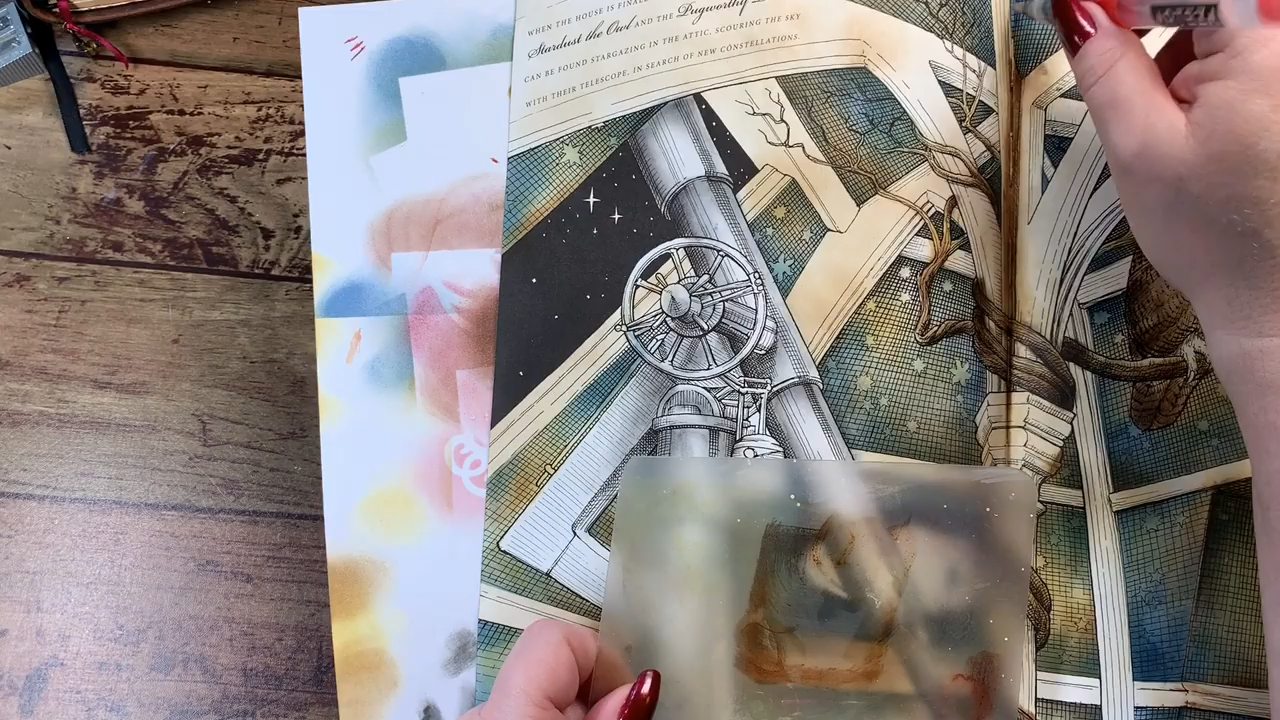 WHEN THE HOUSE IS FINAL
Stardust the Owl AND THE Pugworthy
CAN BE FOUND STARGAZING IN THE ATTIC, SCOURING THE SKY
WITH THEIR TELESCOPE, IN SEARCH OF NEW CONSTELLATIONS.